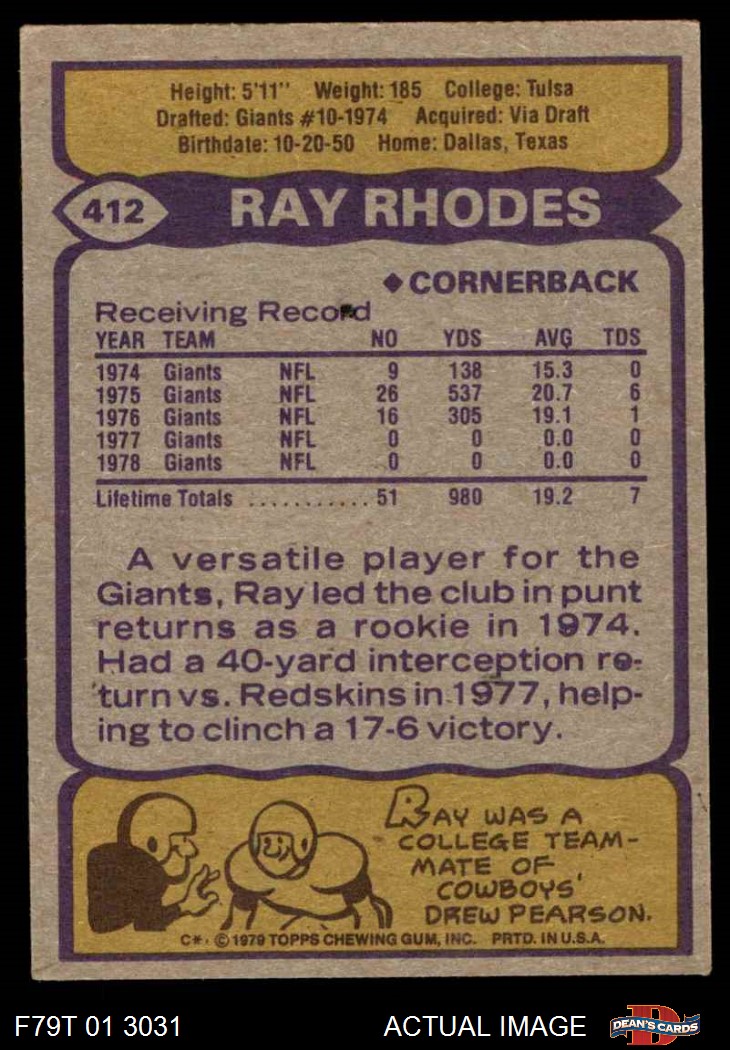 Height: 5'11" Weight: 185 College: Tulsa
Drafted: Giants #10-1974 Acquired: Via Draft
Birthdate: 10-20-50 Home: Dallas, Texas
412 RAY RHODES
◆ CORNERBACK
Receiving Record
YEAR TEAM NO YDS AVG TDS
1974 Giants NFL 9 138 15.3 0
1975 Giants NFL 26 537 20.7 6
1976 Giants NFL 16 305 19.1 1
1977 Giants NFL 0 0 0.0 0
1978 Giants NFL 0 0 0.0 0
Lifetime Totals ........... 51 980 19.2 7
A versatile player for the
Giants, Ray led the club in punt
returns as a rookie in 1974.
Had a 40-yard interception re-
turn vs. Redskins in 1977, help-
ing to clinch a 17-6 victory.
RAY WAS A
COLLEGE TEAM-
MATE OF
COWBOYS'
DREW PEARSON.
C*. © 1979 TOPPS CHEWING GUM, INC. PRTD. IN U.S.A.
F79T 01 3031 ACTUAL IMAGE DEAN'S CARDS